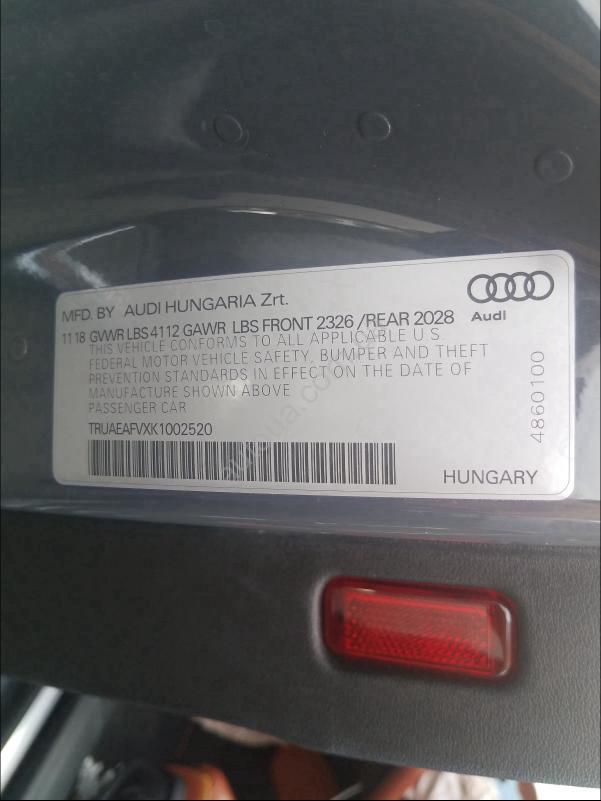 MFD. BY AUDI HUNGARIA Zrt.
11 18 GVWR LBS 4112 GAWR LBS FRONT 2326 / REAR 2028
THIS VEHICLE CONFORMS TO ALL APPLICABLE U S
FEDERAL MOTOR VEHICLE SAFETY, BUMPER AND THEFT
PREVENTION STANDARDS IN EFFECT ON THE DATE OF
MANUFACTURE SHOWN ABOVE
PASSENGER CAR
TRUAEAFVXK1002520
HUNGARY
Audi
4860100